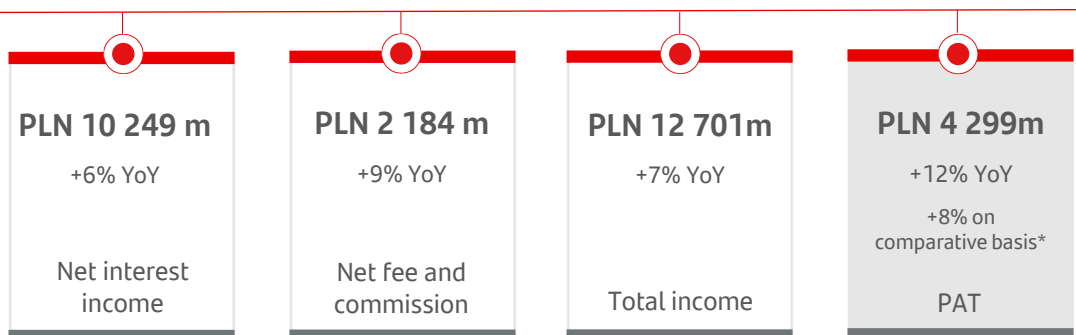 PLN 10 249 m
+6% YoY
Net interest
income
PLN 2 184 m
+9% YoY
Net fee and
commission
PLN 12 701m
+7% YoY
Total income
PLN 4 299m
+12% YoY
+8% on
comparative basis*
PAT